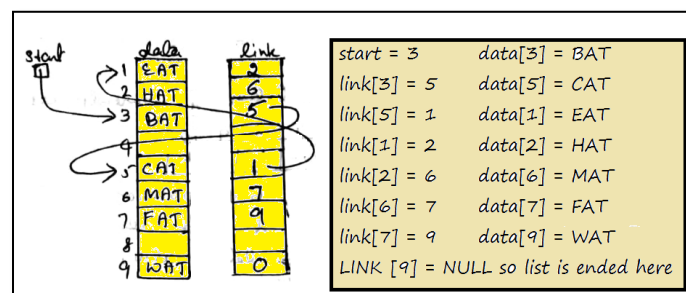 start data link
1 EAT 2
2 HAT 6
3 BAT 5
4
5 CAT 1
6 MAT 7
7 FAT 9
8
9 WAT 0
start = 3 data[3] = BAT
link[3] = 5 data[5] = CAT
link[5] = 1 data[1] = EAT
link[1] = 2 data[2] = HAT
link[2] = 6 data[6] = MAT
link[6] = 7 data[7] = FAT
link[7] = 9 data[9] = WAT
LINK [9] = NULL so list is ended here